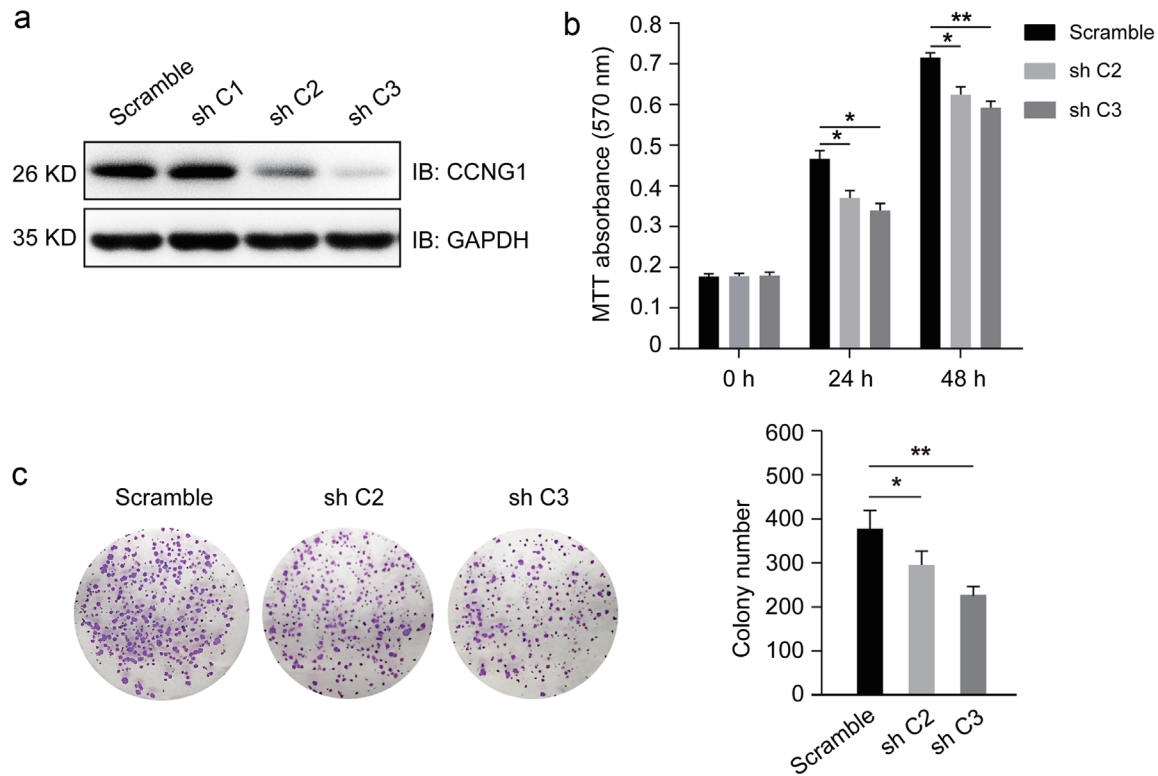 a
Scramble
sh C1
sh C2
sh C3
26 KD
IB: CCNG1
35 KD
IB: GAPDH
b
MTT absorbance (570 nm)
0.8
0.7
0.6
0.5
0.4
0.3
0.2
0.1
0
*
*
*
**
0 h
24 h
48 h
Scramble
sh C2
sh C3
c
Scramble
sh C2
sh C3
Colony number
600
500
400
300
200
100
0
*
**
Scramble
sh C2
sh C3